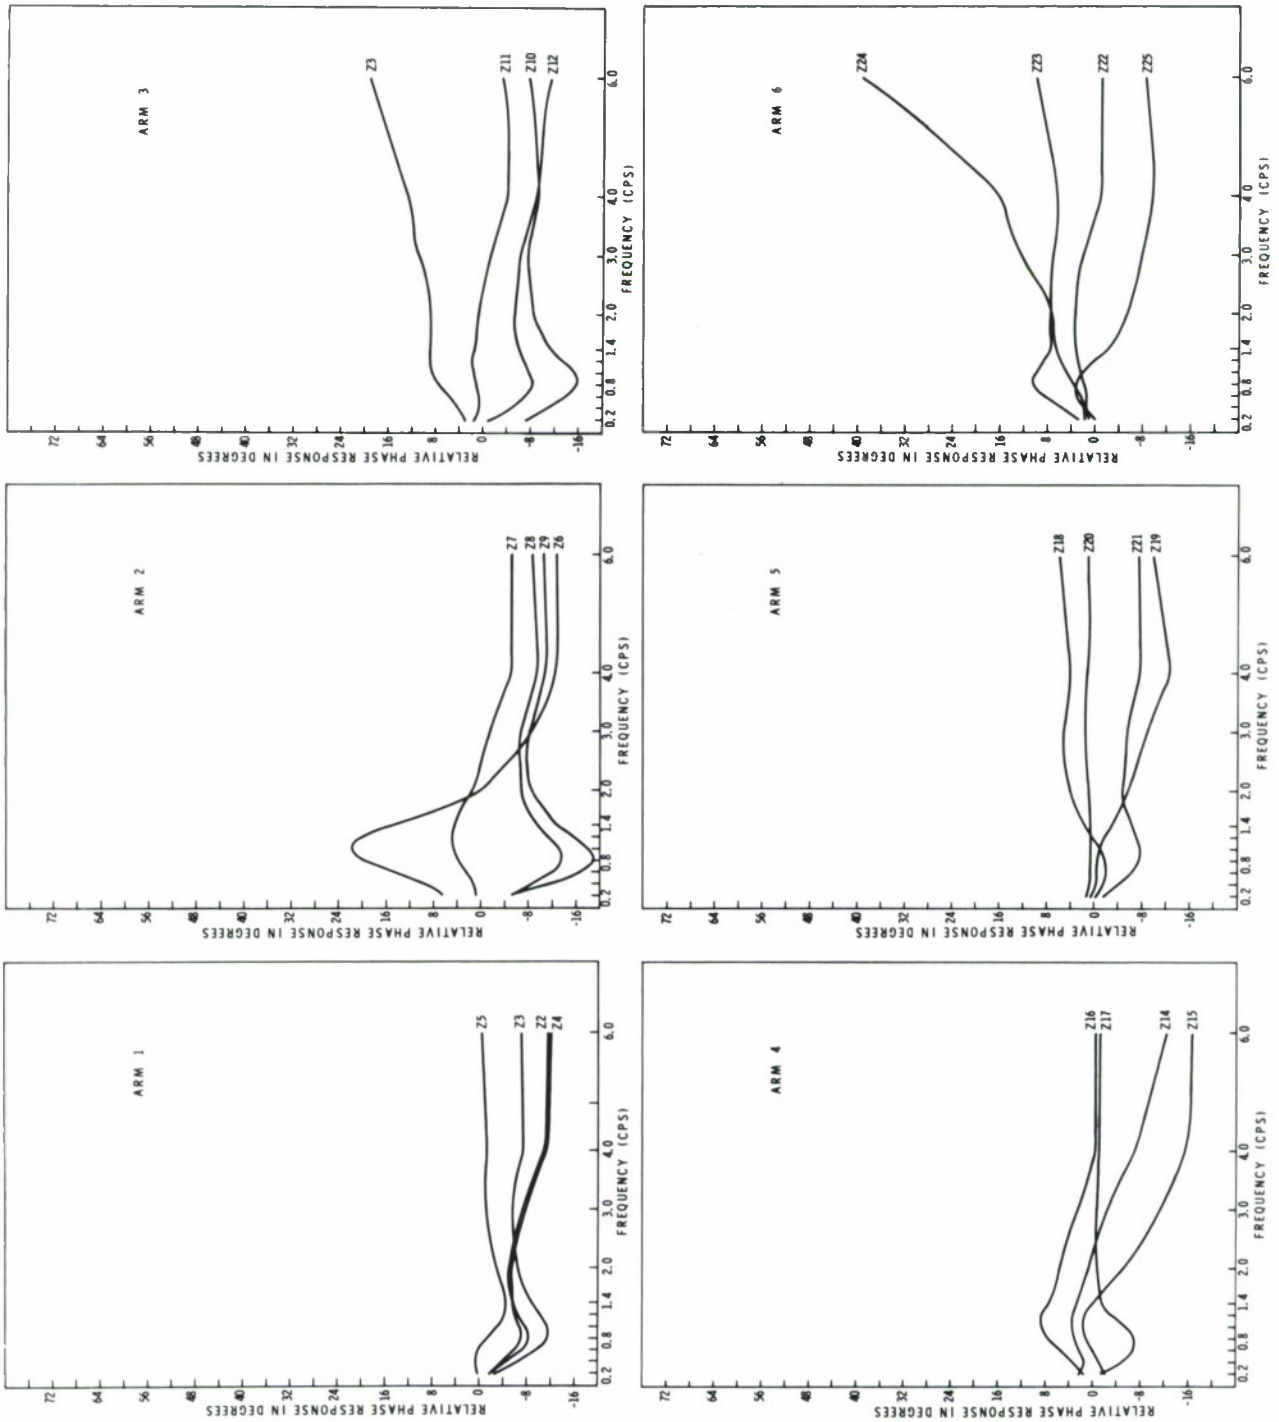 ARM 3
Z3
Z11
Z10
Z12
72
64
56
48
40
32
24
16
8
0
-8
-16
RELATIVE PHASE RESPONSE IN DEGREES
0.2
0.8
1.4
2.0
3.0
4.0
6.0
FREQUENCY (CPS)
ARM 6
Z24
Z23
Z22
Z25
72
64
56
48
40
32
24
16
8
0
-8
-16
RELATIVE PHASE RESPONSE IN DEGREES
0.2
0.8
1.4
2.0
3.0
4.0
6.0
FREQUENCY (CPS)
ARM 2
Z7
Z8
Z9
Z6
72
64
56
48
40
32
24
16
8
0
-8
-16
RELATIVE PHASE RESPONSE IN DEGREES
0.2
0.8
1.4
2.0
3.0
4.0
6.0
FREQUENCY (CPS)
ARM 5
Z18
Z20
Z21
Z19
72
64
56
48
40
32
24
16
8
0
-8
-16
RELATIVE PHASE RESPONSE IN DEGREES
0.2
0.8
1.4
2.0
3.0
4.0
6.0
FREQUENCY (CPS)
ARM 1
Z5
Z3
Z2
Z4
72
64
56
48
40
32
24
16
8
0
-8
-16
RELATIVE PHASE RESPONSE IN DEGREES
0.2
0.8
1.4
2.0
3.0
4.0
6.0
FREQUENCY (CPS)
ARM 4
Z16
Z17
Z14
Z15
72
64
56
48
40
32
24
16
8
0
-8
-16
RELATIVE PHASE RESPONSE IN DEGREES
0.2
0.8
1.4
2.0
3.0
4.0
6.0
FREQUENCY (CPS)